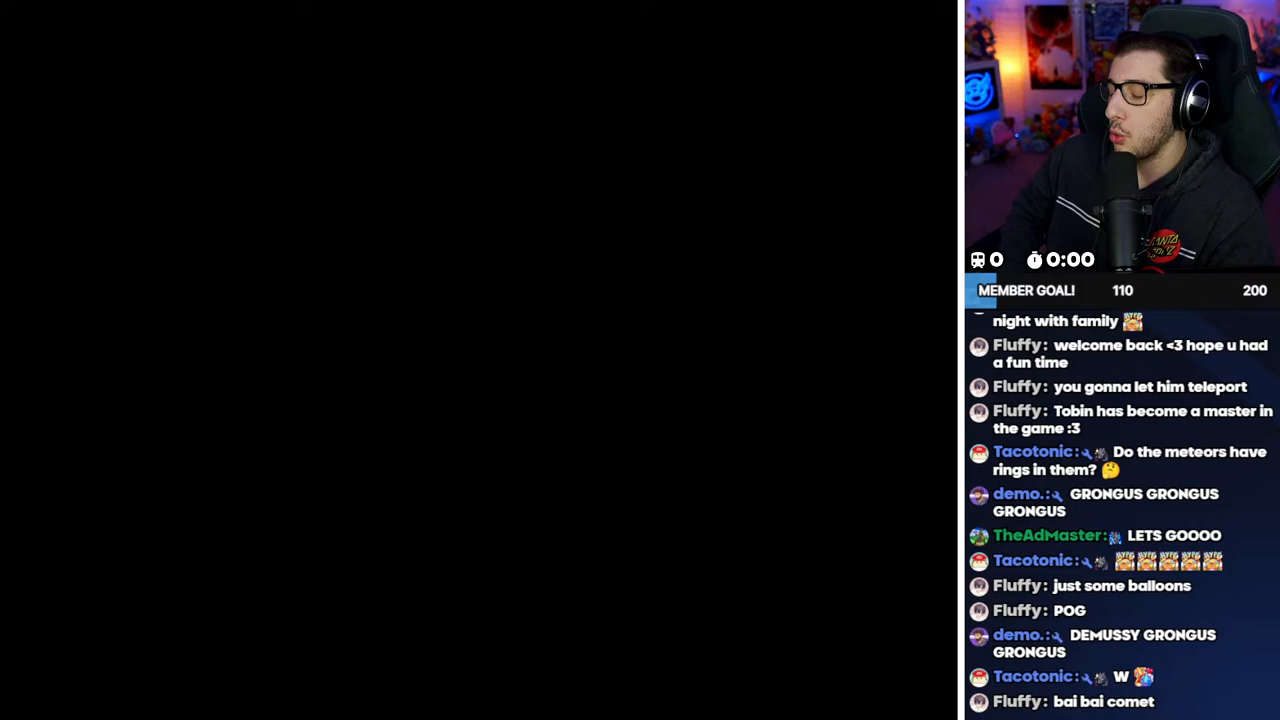 0 0:00
MEMBER GOAL! 110 200
night with family
Fluffy: welcome back <3 hope u had
a fun time
Fluffy: you gonna let him teleport
Fluffy: Tobin has become a master in
the game :3
Tacotonic: Do the meteors have
rings in them? 🤔
demo.: GRONGUS GRONGUS
GRONGUS
TheAdMaster: LETS GOOOO
Tacotonic:
Fluffy: just some balloons
Fluffy: POG
demo.: DEMUSSY GRONGUS
GRONGUS
Tacotonic: W
Fluffy: bai bai comet